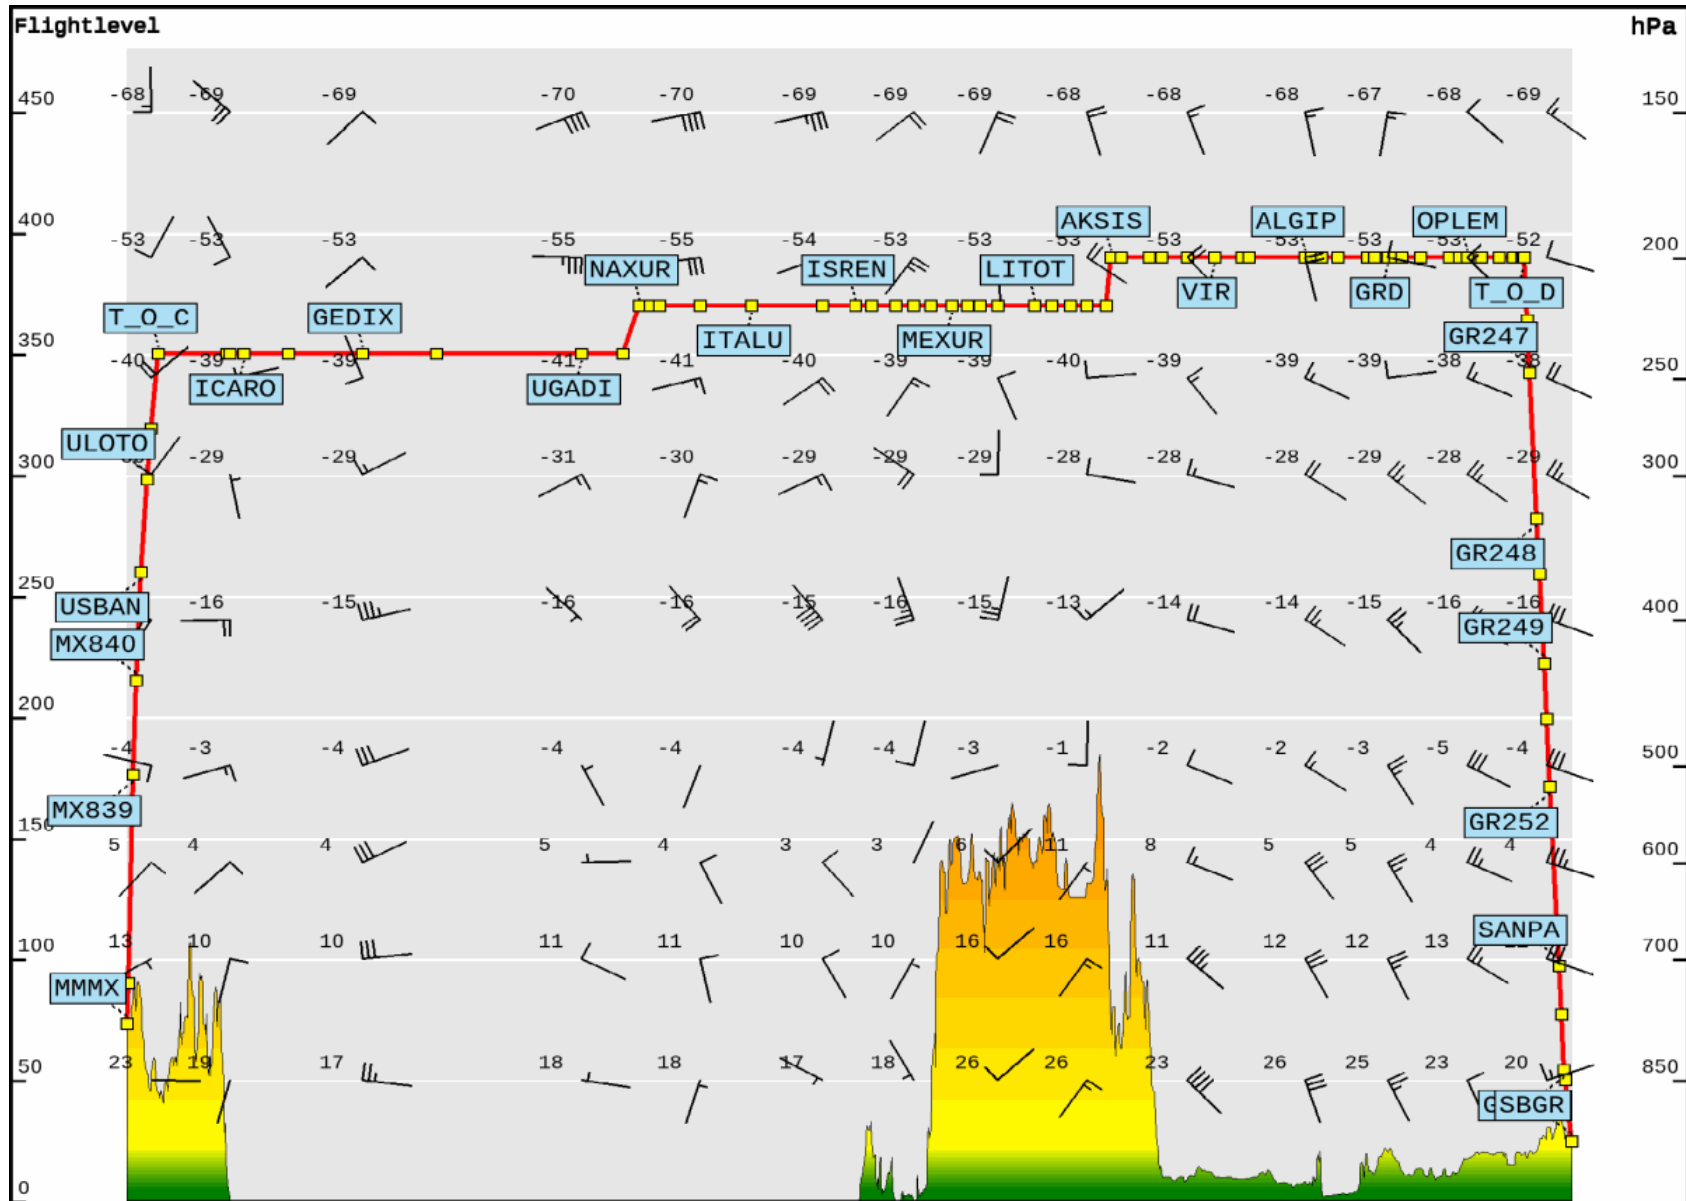 Flightlevel hPa
450 -68 -69 -69 -70 -70 -69 -69 -69 -68 -68 -68 -67 -68 -69 150
400 -53 -53 -53 -55 -55 -54 -53 -53 -53 -53 -53 -53 -53 -52 200
AKSIS ALGIP OPLEM
NAXUR ISREN LITOT
VIR GRD T_O_D
T_O_C GEDIX
ITALU MEXUR GR247
350 -40 -39 -39 -41 -41 -40 -39 -39 -40 -39 -39 -39 -38 -38 250
ICARO UGADI
ULOTO
300 -29 -29 -31 -30 -29 -29 -29 -28 -28 -28 -29 -28 -29 300
GR248
250 -16 -15 -16 -16 -15 -16 -15 -13 -14 -14 -15 -16 -16 400
USBAN
GR249
MX840
200
-4 -3 -4 -4 -4 -4 -4 -3 -1 -2 -2 -3 -5 -4 500
MX839
150 GR252
5 4 4 5 4 3 3 6 11 8 5 5 4 4 600
SANPA
100 13 10 10 11 11 10 10 16 16 11 12 12 13 700
MMMX
50 23 19 17 18 18 17 18 26 26 23 26 25 23 20 850
SBGR
0